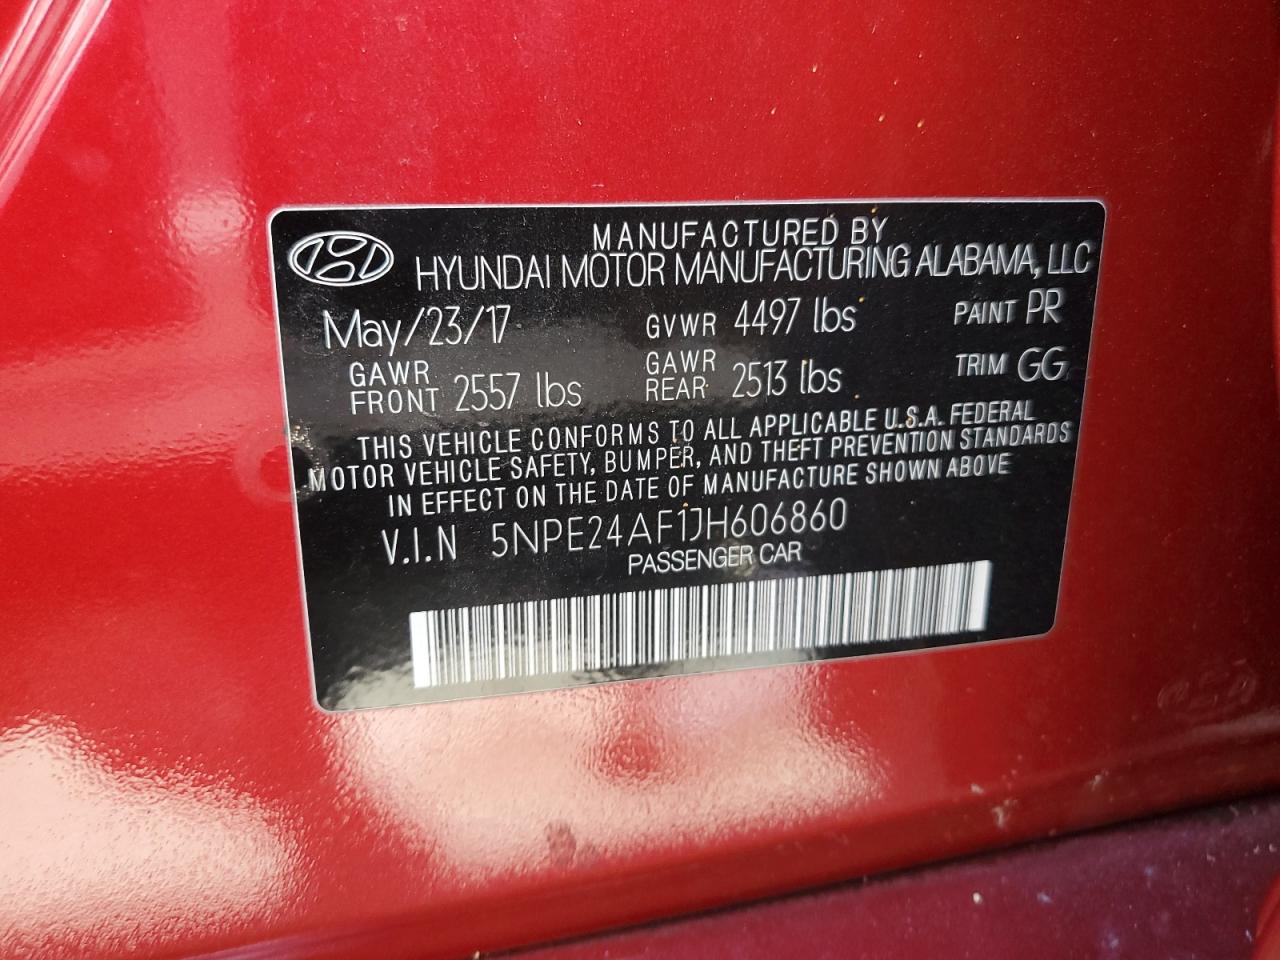 MANUFACTURED BY
HYUNDAI MOTOR MANUFACTURING ALABAMA, LLC
May/23/17 GVWR 4497 lbs PAINT PR
GAWR FRONT 2557 lbs GAWR REAR 2513 lbs TRIM GG
THIS VEHICLE CONFORMS TO ALL APPLICABLE U.S.A. FEDERAL
MOTOR VEHICLE SAFETY, BUMPER, AND THEFT PREVENTION STANDARDS
IN EFFECT ON THE DATE OF MANUFACTURE SHOWN ABOVE
V.I.N 5NPE24AF1JH606860
PASSENGER CAR